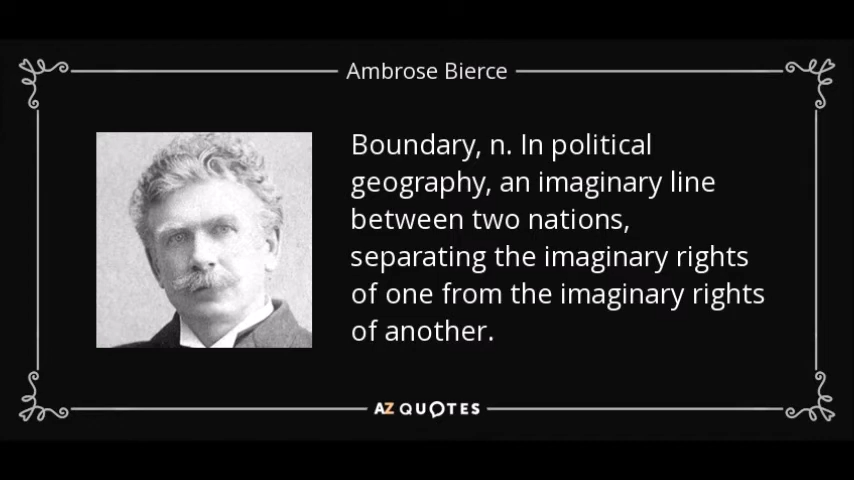 Ambrose Bierce
Boundary, n. In political
geography, an imaginary line
between two nations,
separating the imaginary rights
of one from the imaginary rights
of another.
AZ QUOTES